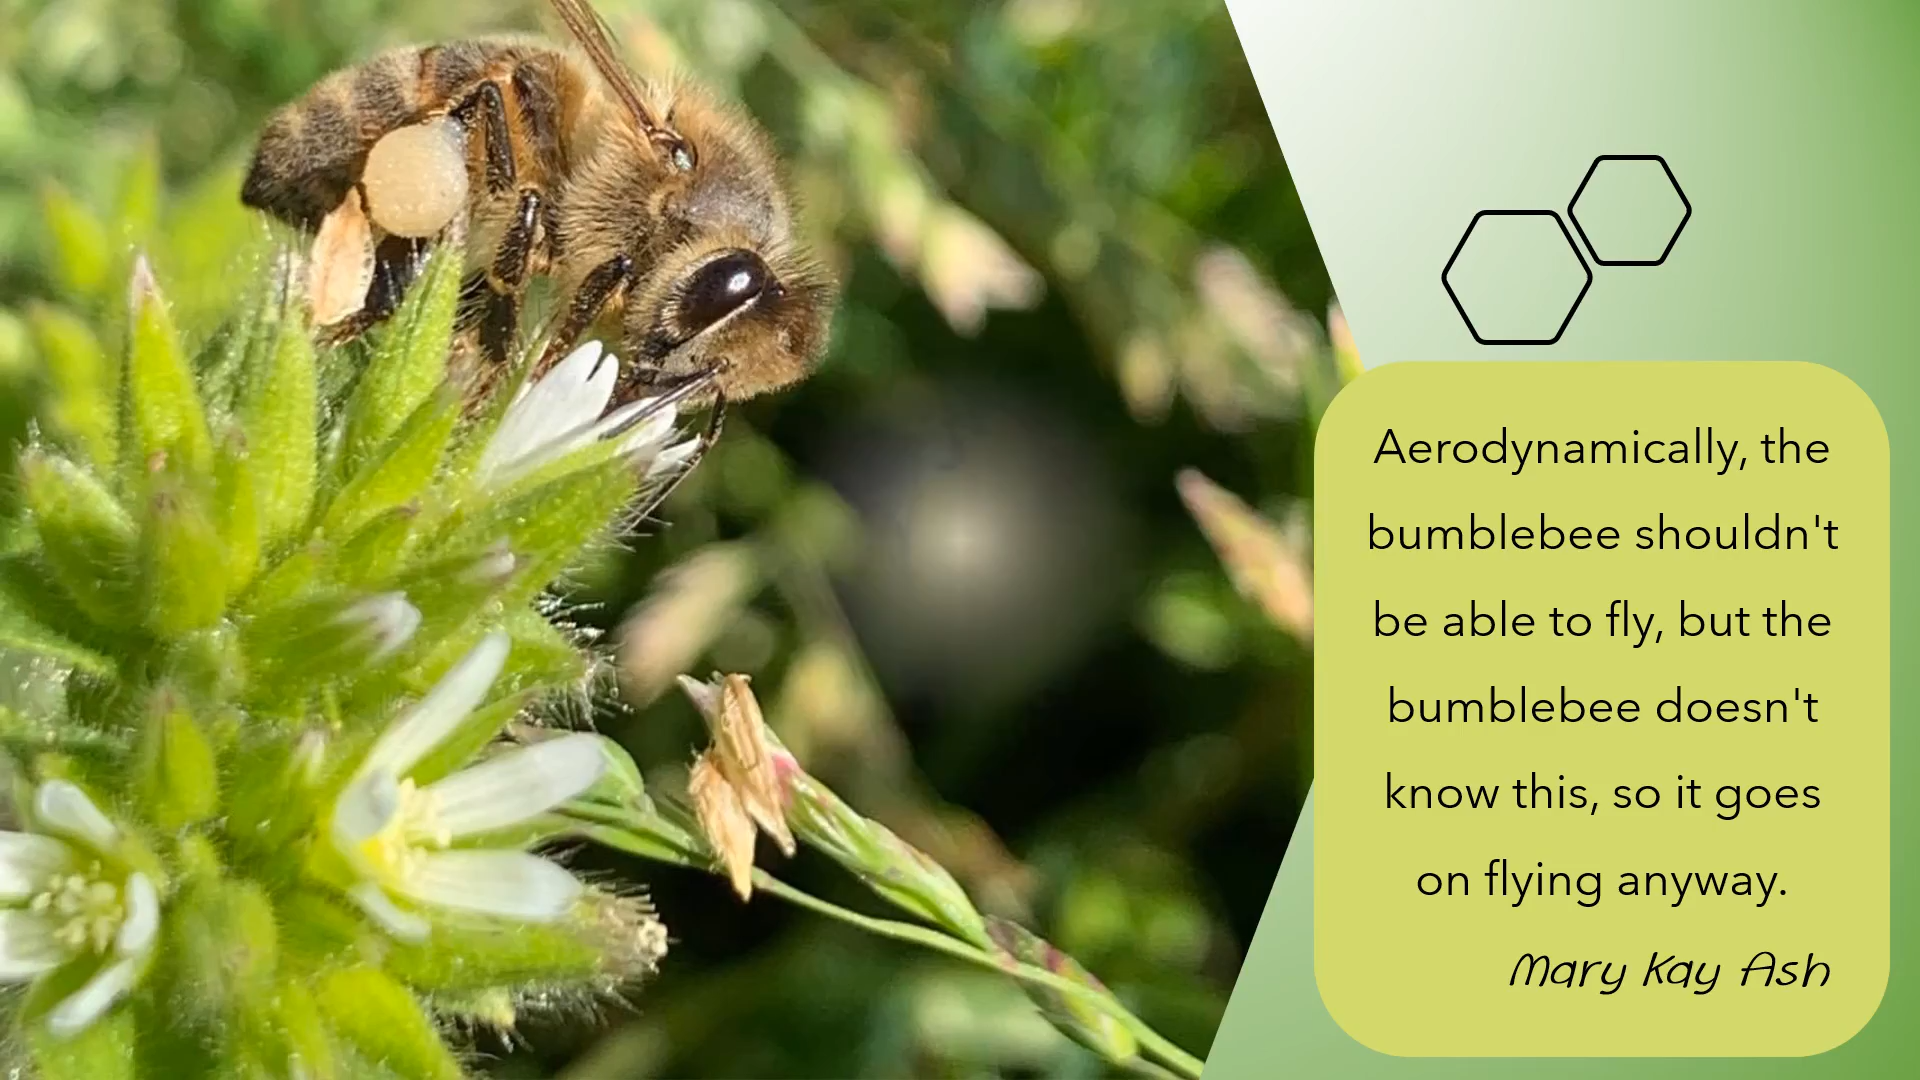 Aerodynamically, the
bumblebee shouldn't
be able to fly, but the
bumblebee doesn't
know this, so it goes
on flying anyway.
Mary Kay Ash